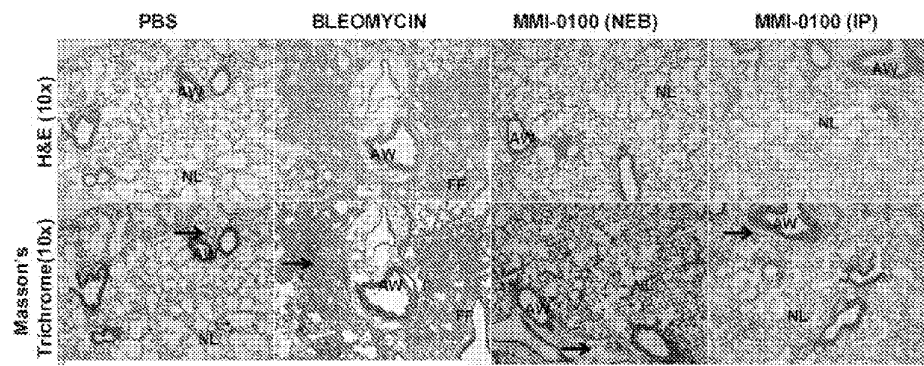 PBS BLEOMYCIN MMI-0100 (NEB) MMI-0100 (IP)
H&E (10x)
AW NL
AW FF
NL AW
AW NL
Masson's
Trichrome(10x)
NL
AW FF
AW NL
AW NL